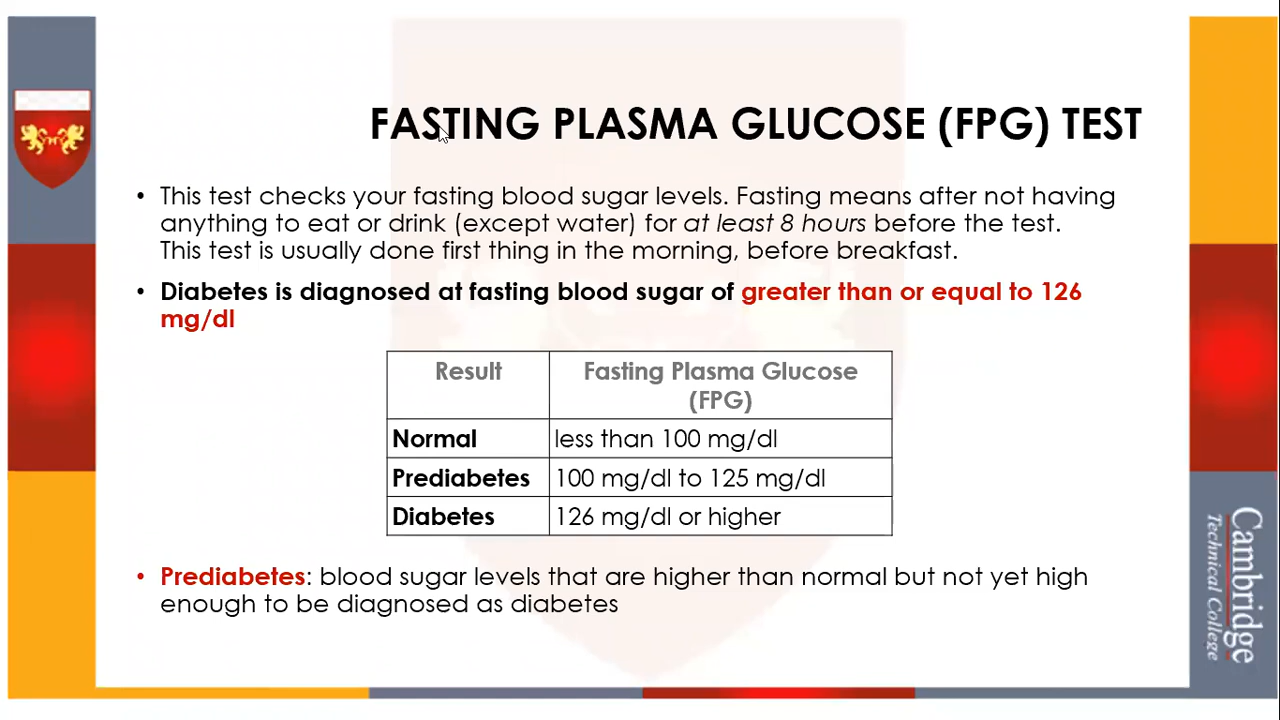 FASTING PLASMA GLUCOSE (FPG) TEST
• This test checks your fasting blood sugar levels. Fasting means after not having
anything to eat or drink (except water) for at least 8 hours before the test.
This test is usually done first thing in the morning, before breakfast.
• Diabetes is diagnosed at fasting blood sugar of greater than or equal to 126
mg/dl
Result
Fasting Plasma Glucose
(FPG)
Normal
less than 100 mg/dl
Prediabetes
100 mg/dl to 125 mg/dl
Diabetes
126 mg/dl or higher
• Prediabetes: blood sugar levels that are higher than normal but not yet high
enough to be diagnosed as diabetes
Cambridge
Technical College